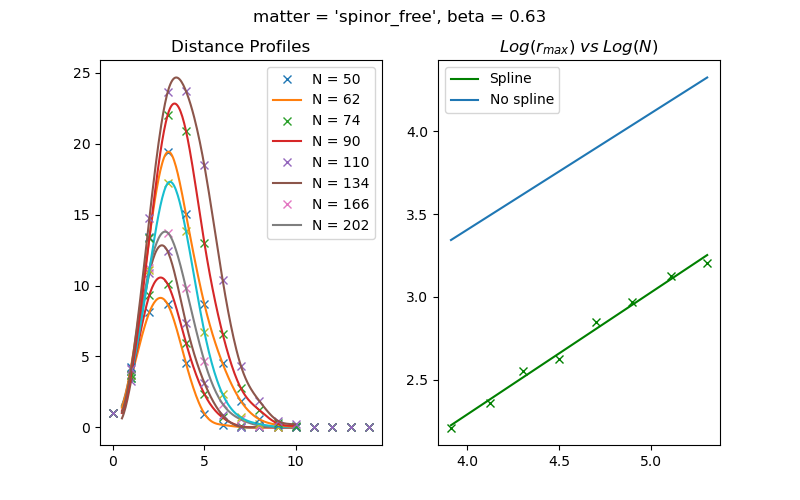 matter = 'spinor_free', beta = 0.63
Distance Profiles
N = 50
N = 62
N = 74
N = 90
N = 110
N = 134
N = 166
N = 202
25
20
15
10
5
0
0 5 10
Log(r_max) vs Log(N)
Spline
No spline
4.0
3.5
3.0
2.5
4.0 4.5 5.0